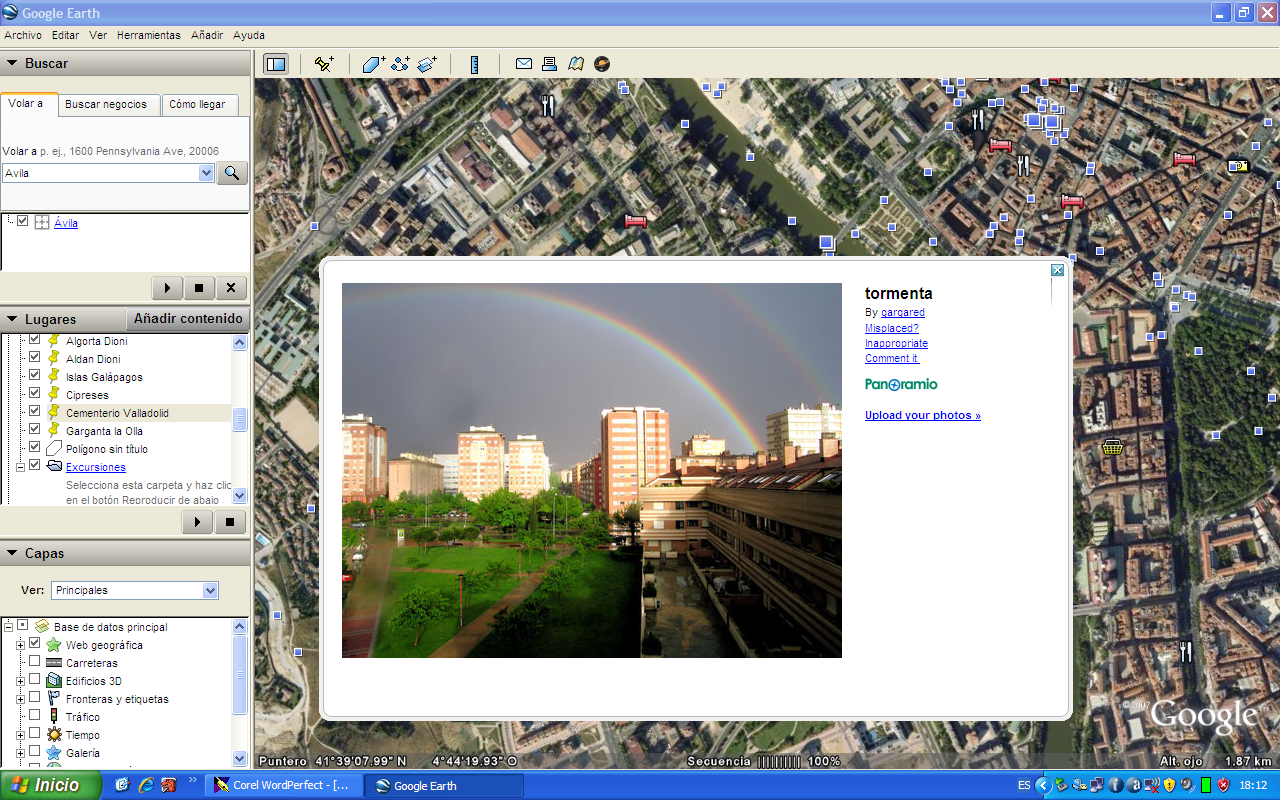 Google Earth
Archivo Editar Ver Herramientas Añadir Ayuda
Buscar
Volar a Buscar negocios Cómo llegar
Volar a p. ej., 1600 Pennsylvania Ave, 20006
Avila
Ávila
Lugares Añadir contenido
Algorta Dioni
Aldan Dioni
Islas Galápagos
Cipreses
Cementerio Valladolid
Garganta la Olla
Polígono sin título
Excursiones
Selecciona esta carpeta y haz clic
en el botón Reproducir de abajo
Capas
Ver: Principales
Base de datos principal
Web geográfica
Carreteras
Edificios 3D
Fronteras y etiquetas
Tráfico
Tiempo
Galería
tormenta
By gargared
Misplaced?
Inappropriate
Comment it
Panoramio
Upload your photos »
©2007 Google™
Puntero 41°39'07.99" N 4°44'19.93" O Secuencia |||||||||| 100% Alt. ojo 1.87 km
Inicio » Corel WordPerfect - [... Google Earth ES 18:12